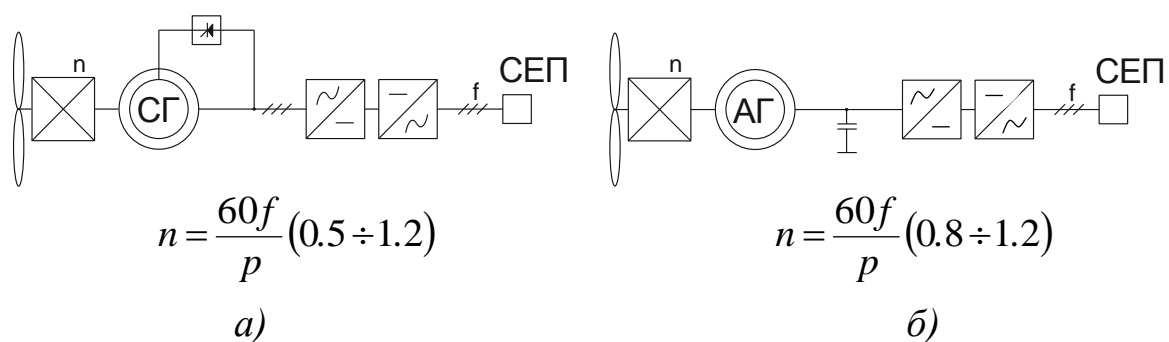 n
СГ
f
СЕП
n
АГ
f
СЕП
n = 60f/p (0.5 ÷ 1.2)
n = 60f/p (0.8 ÷ 1.2)
а)
б)